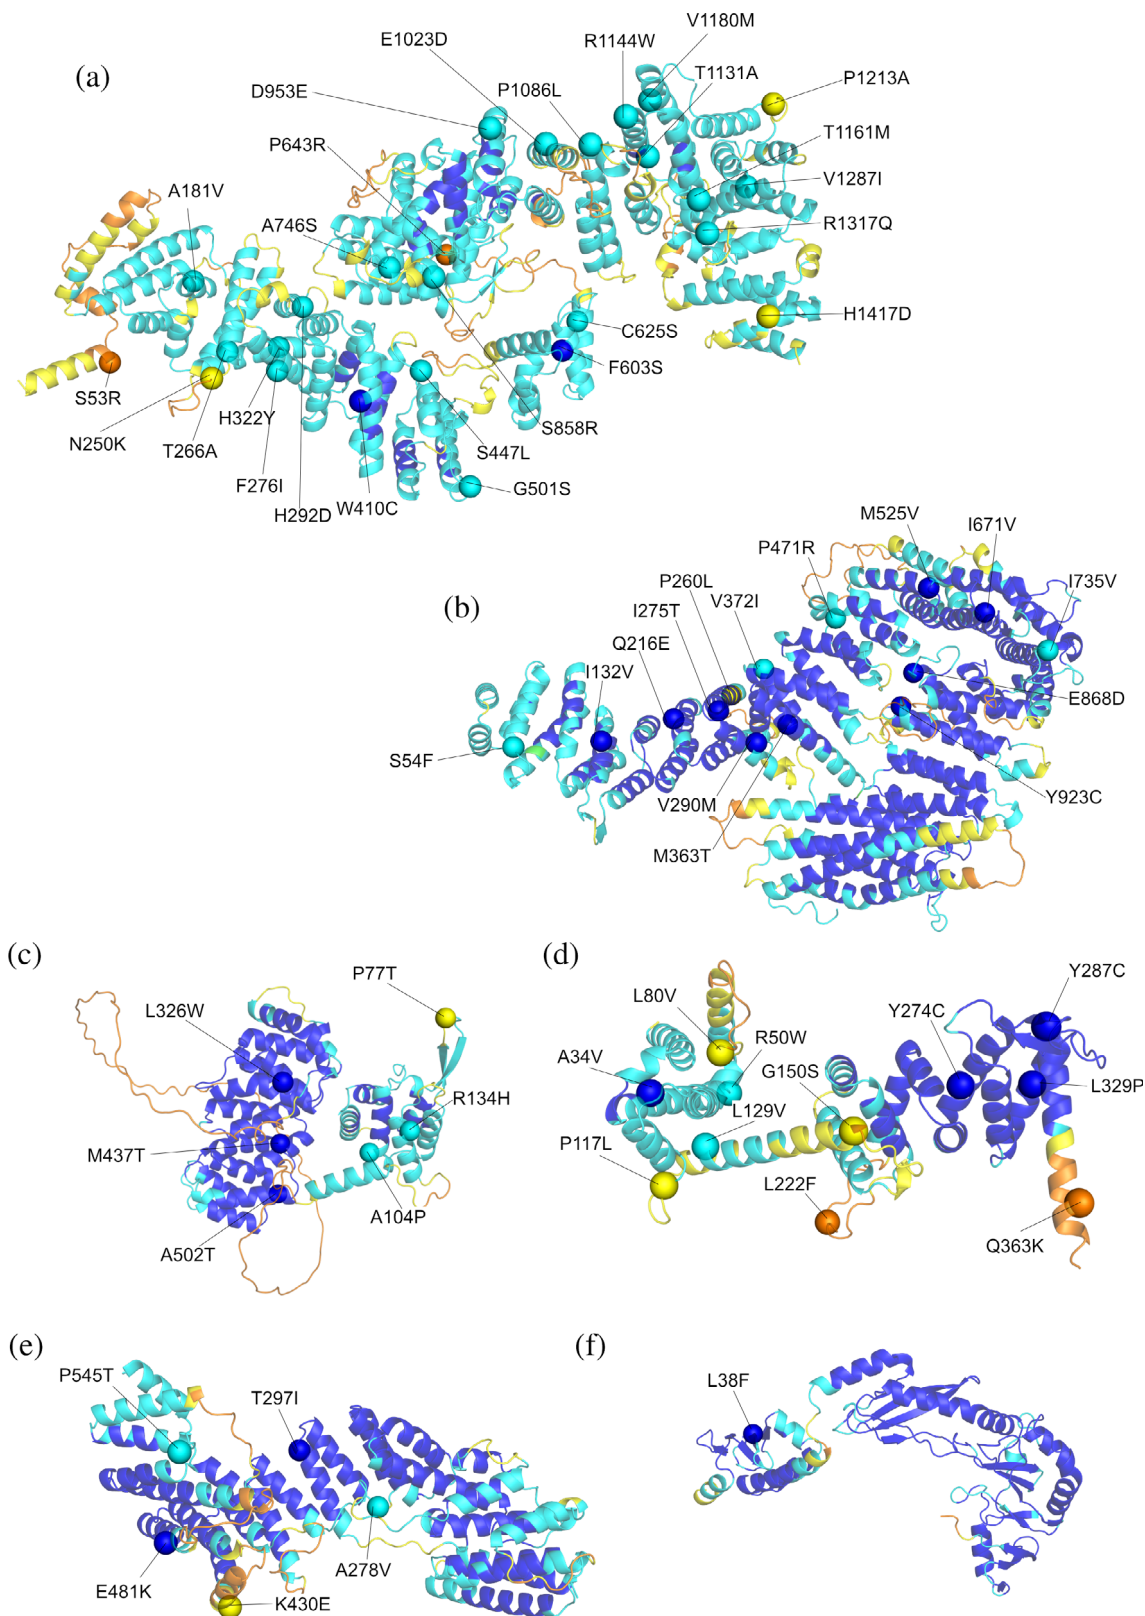 (a)
E1023D
V1180M
R1144W
T1131A
D953E
P1086L
P1213A
P643R
T1161M
A181V
V1287I
A746S
R1317Q
C625S
H1417D
F603S
S53R
H322Y
S858R
N250K
T266A
S447L
F276I
G501S
H292D
W410C
(b)
M525V
I671V
P471R
I735V
P260L
V372I
I275T
Q216E
I132V
E868D
S54F
V290M
Y923C
M363T
(c)
P77T
L326W
R134H
M437T
A104P
A502T
(d)
Y287C
L80V
Y274C
R50W
A34V
G150S
L329P
L129V
P117L
L222F
Q363K
(e)
P545T
T297I
A278V
E481K
K430E
(f)
L38F